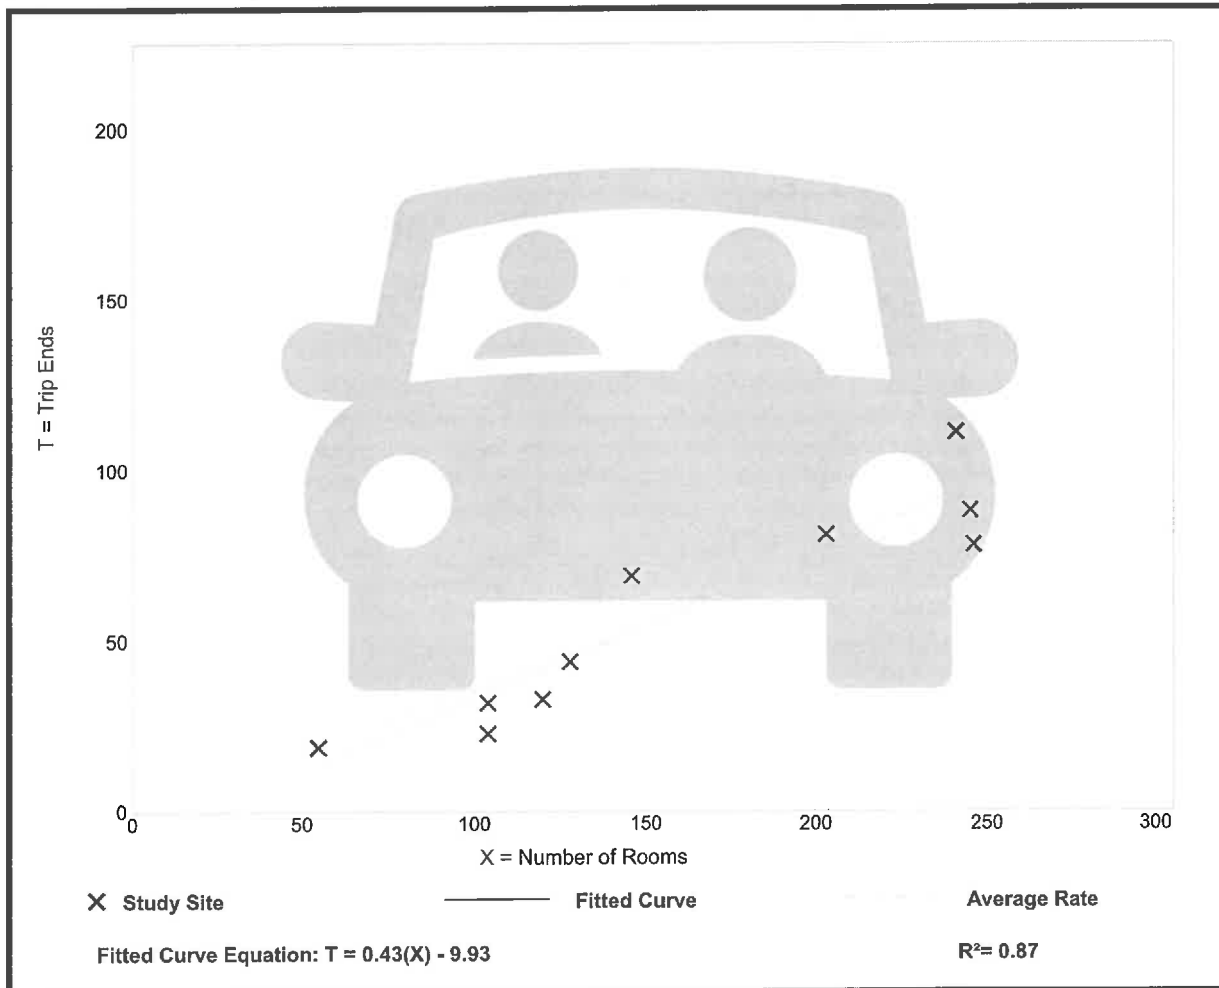 200
150
100
50
0
T = Trip Ends
0 50 100 150 200 250 300
X = Number of Rooms
Study Site Fitted Curve Average Rate
Fitted Curve Equation: T = 0.43(X) - 9.93 R²= 0.87